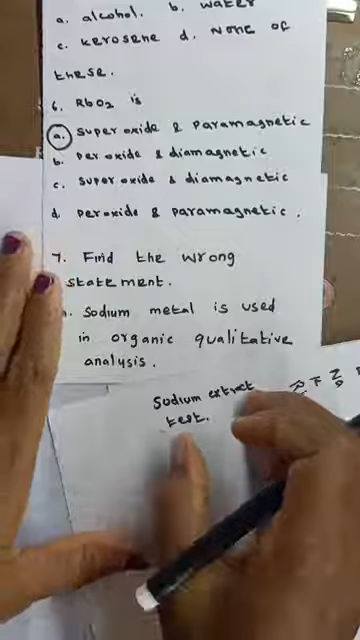 a. alcohol. b. water
c. kerosene d. None of
these.
6. RbO2 is
a. Super oxide & Paramagnetic
b. Per oxide & diamagnetic
c. Super oxide & diamagnetic
d. Peroxide & paramagnetic.
7. Find the wrong
statement.
Sodium metal is used
in organic qualitative
analysis.
Sodium extract
test.